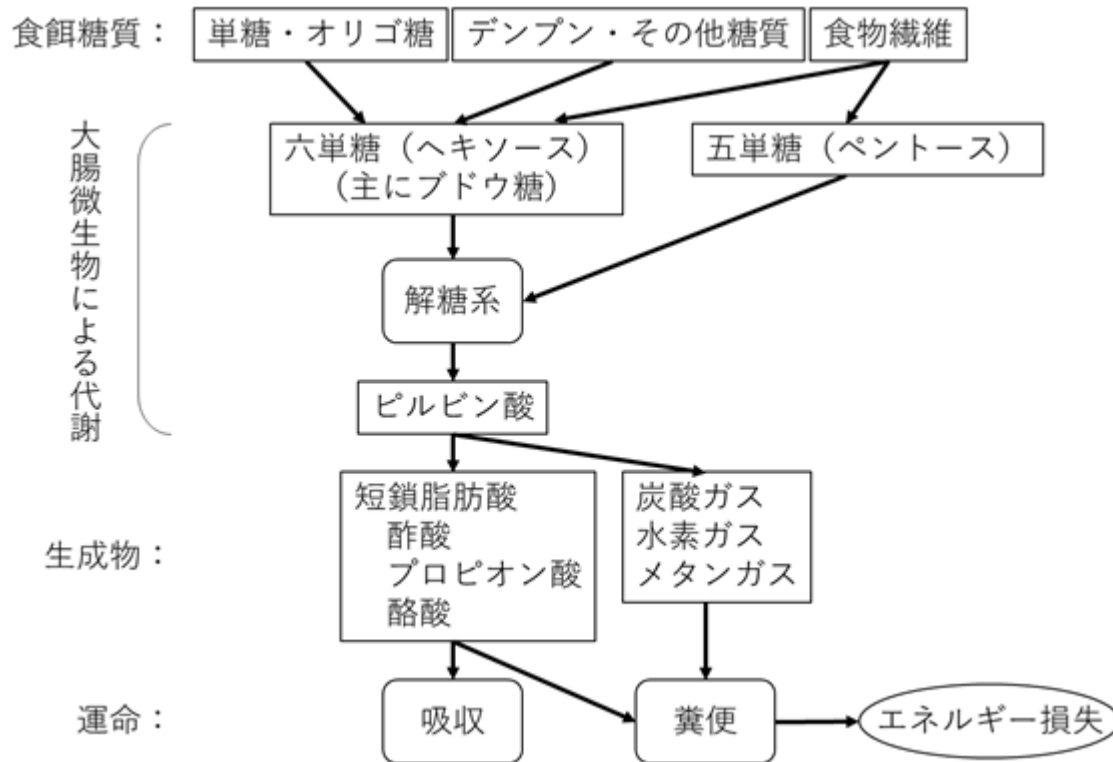 食餌糖質： 単糖・オリゴ糖 デンプン・その他糖質 食物繊維
大腸微生物による代謝
六単糖（ヘキソース）
（主にブドウ糖）
五単糖（ペントース）
解糖系
ピルビン酸
生成物：
短鎖脂肪酸
酢酸
プロピオン酸
酪酸
炭酸ガス
水素ガス
メタンガス
運命： 吸収 糞便 エネルギー損失